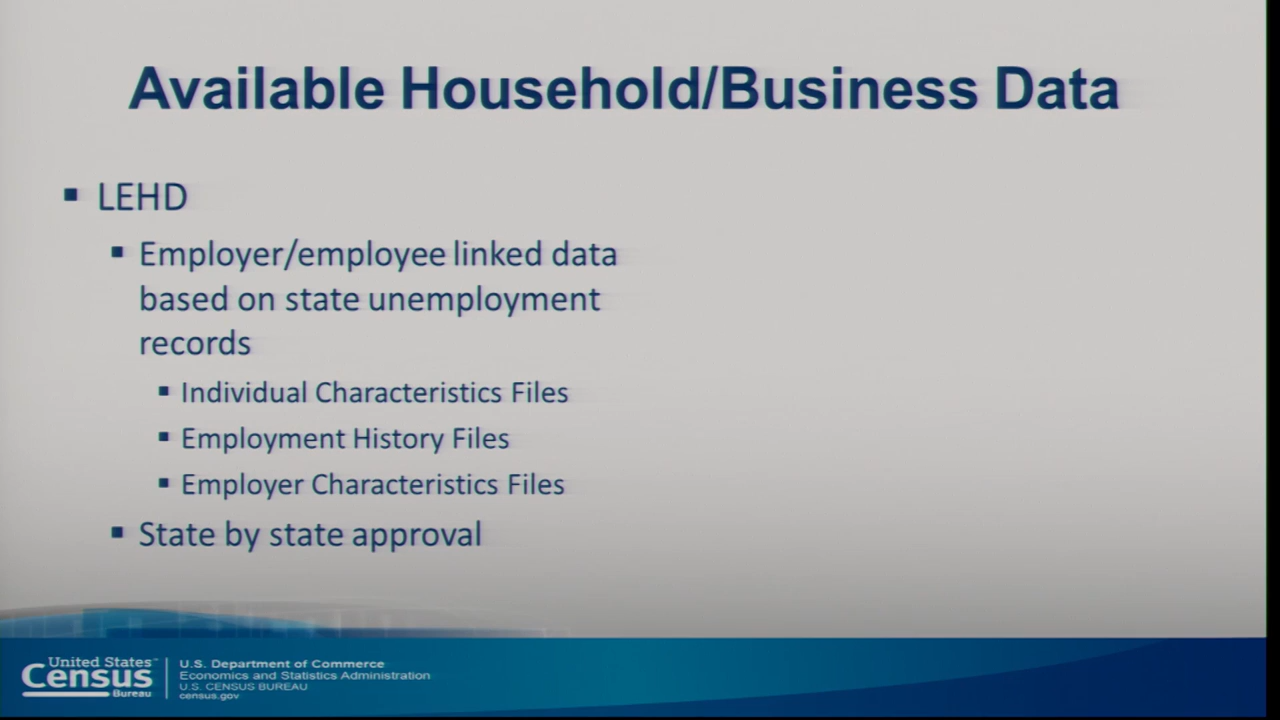 Available Household/Business Data
▪ LEHD
▪ Employer/employee linked data
based on state unemployment
records
▪ Individual Characteristics Files
▪ Employment History Files
▪ Employer Characteristics Files
▪ State by state approval
United States™
Census
Bureau
U.S. Department of Commerce
Economics and Statistics Administration
U.S. CENSUS BUREAU
census.gov